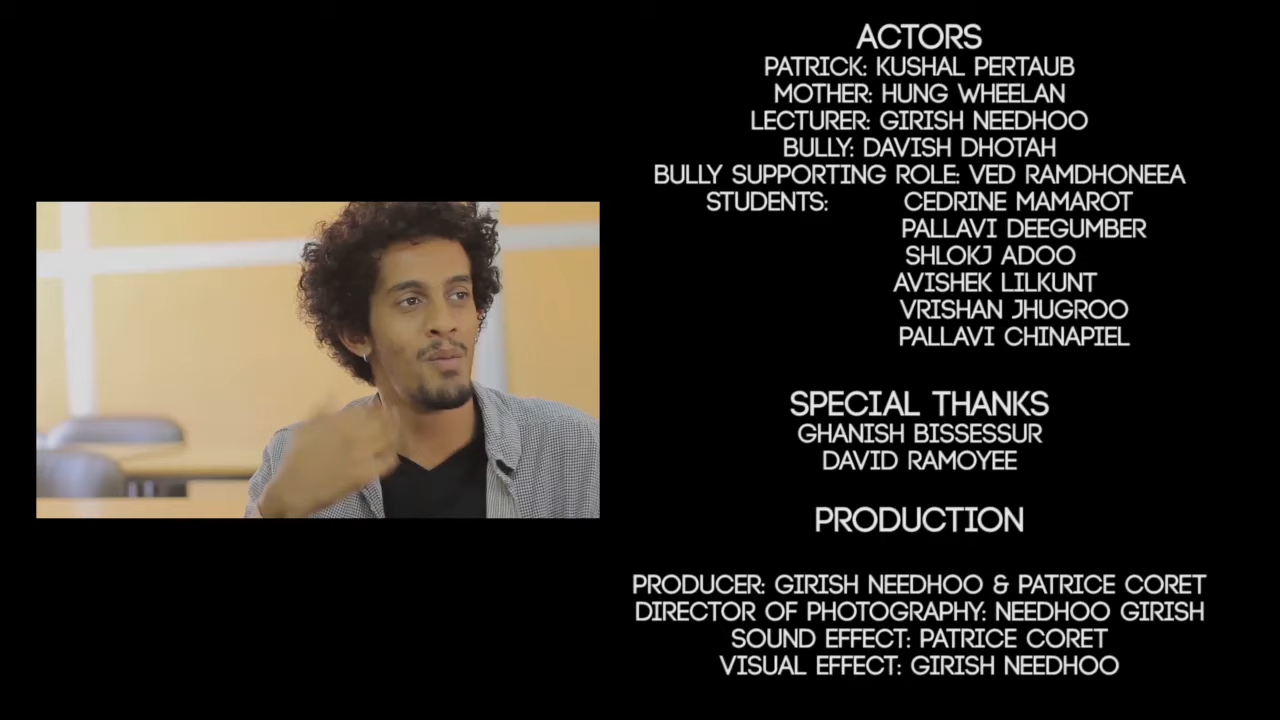 ACTORS
PATRICK: KUSHAL PERTAUB
MOTHER: HUNG WHEELAN
LECTURER: GIRISH NEEDHOO
BULLY: DAVISH DHOTAH
BULLY SUPPORTING ROLE: VED RAMDHONEEA
STUDENTS: CEDRINE MAMAROT
PALLAVI DEEGUMBER
SHLOKJ ADOO
AVISHEK LILKUNT
VRISHAN JHUGROO
PALLAVI CHINAPIEL
SPECIAL THANKS
GHANISH BISSESSUR
DAVID RAMOYEE
PRODUCTION
PRODUCER: GIRISH NEEDHOO & PATRICE CORET
DIRECTOR OF PHOTOGRAPHY: NEEDHOO GIRISH
SOUND EFFECT: PATRICE CORET
VISUAL EFFECT: GIRISH NEEDHOO